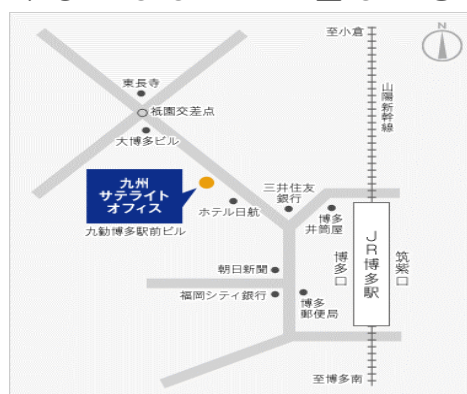 至小倉
N
山陽新幹線
東長寺
祇園交差点
大博多ビル
九州
サテライト
オフィス
九勧博多駅前ビル
ホテル日航
三井住友
銀行
博多
井筒屋
JR博多駅
博多口
筑紫口
朝日新聞
福岡シティ銀行
博多
郵便局
至博多南